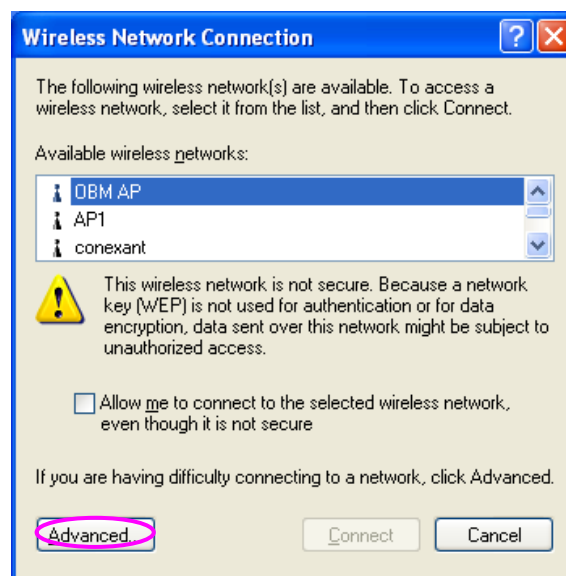 Wireless Network Connection
The following wireless network(s) are available. To access a
wireless network, select it from the list, and then click Connect.
Available wireless networks:
OBM AP
AP1
conexant
This wireless network is not secure. Because a network
key (WEP) is not used for authentication or for data
encryption, data sent over this network might be subject to
unauthorized access.
Allow me to connect to the selected wireless network,
even though it is not secure
If you are having difficulty connecting to a network, click Advanced.
Advanced...
Connect
Cancel